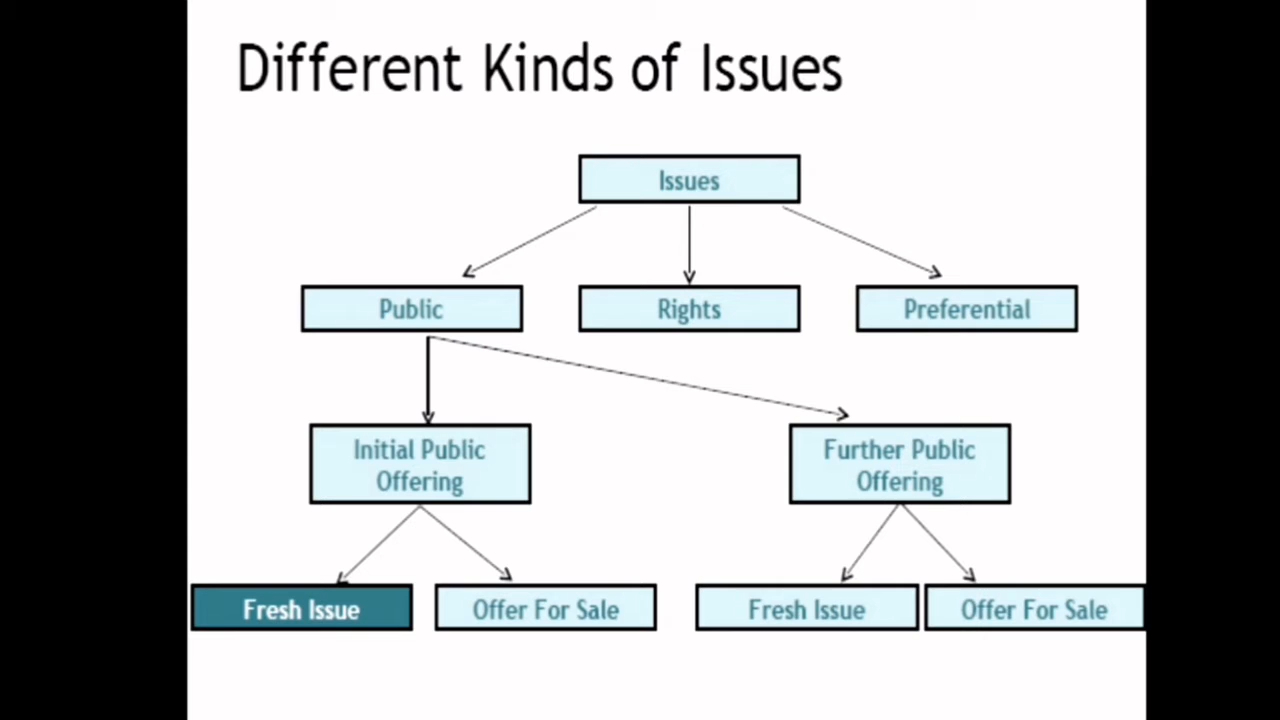 Different Kinds of Issues
Issues
Public
Rights
Preferential
Initial Public
Offering
Further Public
Offering
Fresh Issue
Offer For Sale
Fresh Issue
Offer For Sale